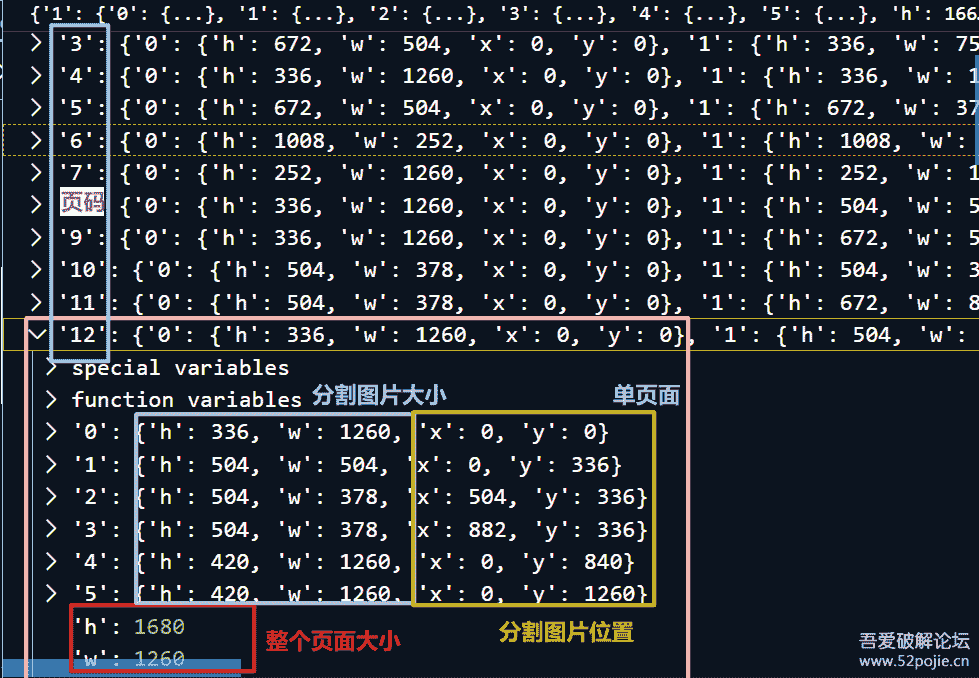 {'1': {'0': {...}, '1': {...}, '2': {...}, '3': {...}, '4': {...}, '5': {...}, 'h': 166
> '3': {'0': {'h': 672, 'w': 504, 'x': 0, 'y': 0}, '1': {'h': 336, 'w': 75
> '4': {'0': {'h': 336, 'w': 1260, 'x': 0, 'y': 0}, '1': {'h': 336, 'w': 1
> '5': {'0': {'h': 672, 'w': 504, 'x': 0, 'y': 0}, '1': {'h': 672, 'w': 37
> '6': {'0': {'h': 1008, 'w': 252, 'x': 0, 'y': 0}, '1': {'h': 1008, 'w':
> '7': {'0': {'h': 252, 'w': 1260, 'x': 0, 'y': 0}, '1': {'h': 252, 'w': 1
> 页码 {'0': {'h': 336, 'w': 1260, 'x': 0, 'y': 0}, '1': {'h': 504, 'w': 5
> '9': {'0': {'h': 336, 'w': 1260, 'x': 0, 'y': 0}, '1': {'h': 672, 'w': 5
> '10': {'0': {'h': 504, 'w': 378, 'x': 0, 'y': 0}, '1': {'h': 504, 'w': 3
> '11': {'0': {'h': 504, 'w': 378, 'x': 0, 'y': 0}, '1': {'h': 672, 'w': 8
'12': {'0': {'h': 336, 'w': 1260, 'x': 0, 'y': 0}, '1': {'h': 504, 'w':
> special variables
> function variables 分割图片大小 单页面
> '0': {'h': 336, 'w': 1260, 'x': 0, 'y': 0}
> '1': {'h': 504, 'w': 504, 'x': 0, 'y': 336}
> '2': {'h': 504, 'w': 378, 'x': 504, 'y': 336}
> '3': {'h': 504, 'w': 378, 'x': 882, 'y': 336}
> '4': {'h': 420, 'w': 1260, 'x': 0, 'y': 840}
> '5': {'h': 420, 'w': 1260, 'x': 0, 'y': 1260}
'h': 1680 整个页面大小 分割图片位置
'w': 1260
吾爱破解论坛
www.52pojie.cn